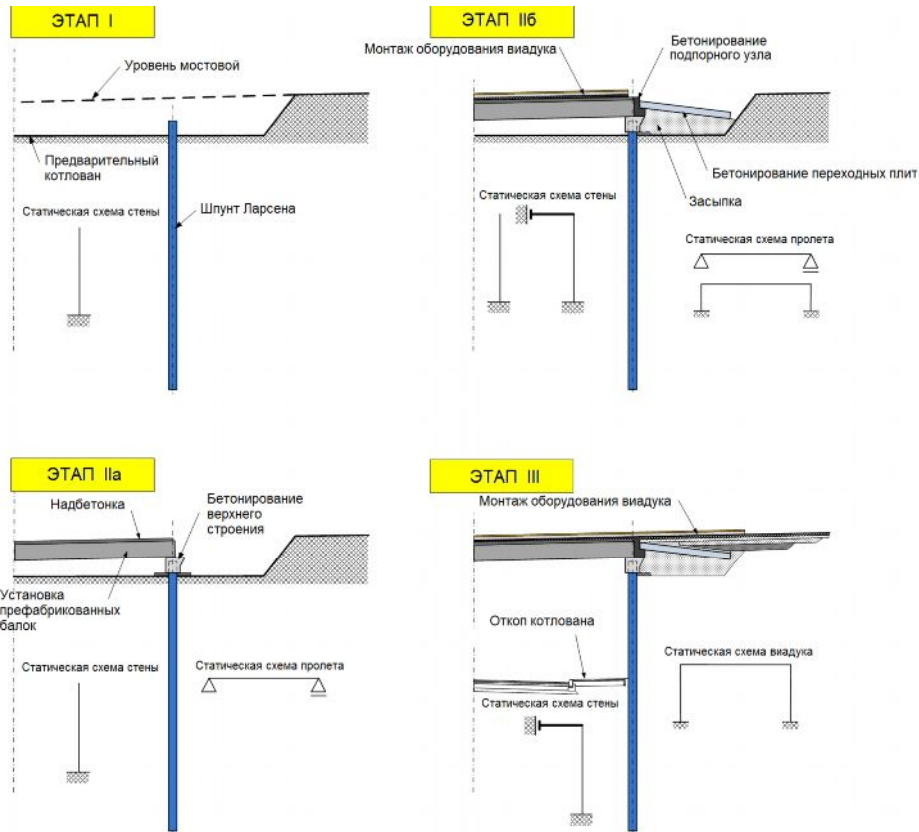 ЭТАП I
Уровень мостовой
Предварительный
котлован
Статическая схема стены
Шпунт Ларсена
ЭТАП IIб
Монтаж оборудования виадука
Бетонирование
подпорного узла
Бетонирование переходных плит
Засыпка
Статическая схема стены
Статическая схема пролета
ЭТАП IIа
Надбетонка
Бетонирование
верхнего
строения
Установка
префабрикованных
балок
Статическая схема стены
Статическая схема пролета
ЭТАП III
Монтаж оборудования виадука
Откоп котлована
Статическая схема виадука
Статическая схема стены